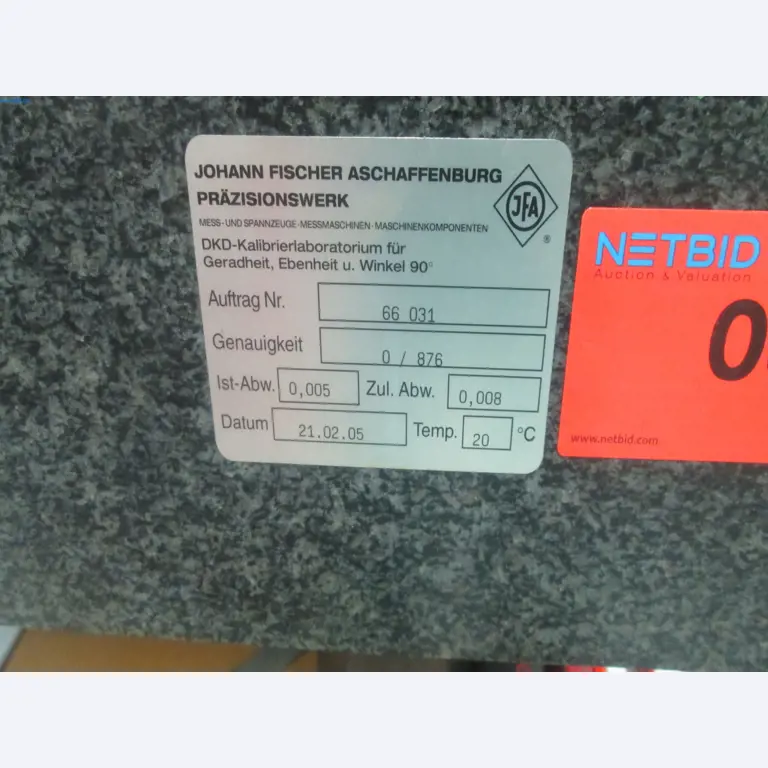 JOHANN FISCHER ASCHAFFENBURG
PRÄZISIONSWERK
MESS-UND SPANNZEUGE·MESSMASCHINEN·MASCHINENKOMPONENTEN
DKD-Kalibrierlaboratorium für
Geradheit, Ebenheit u. Winkel 90°
JFA
®
Auftrag Nr. 66 031
Genauigkeit 0 / 876
Ist-Abw. 0,005 Zul. Abw. 0,008
Datum 21.02.05 Temp. 20 °C
NETBID
Auction & Valuation
www.netbid.com